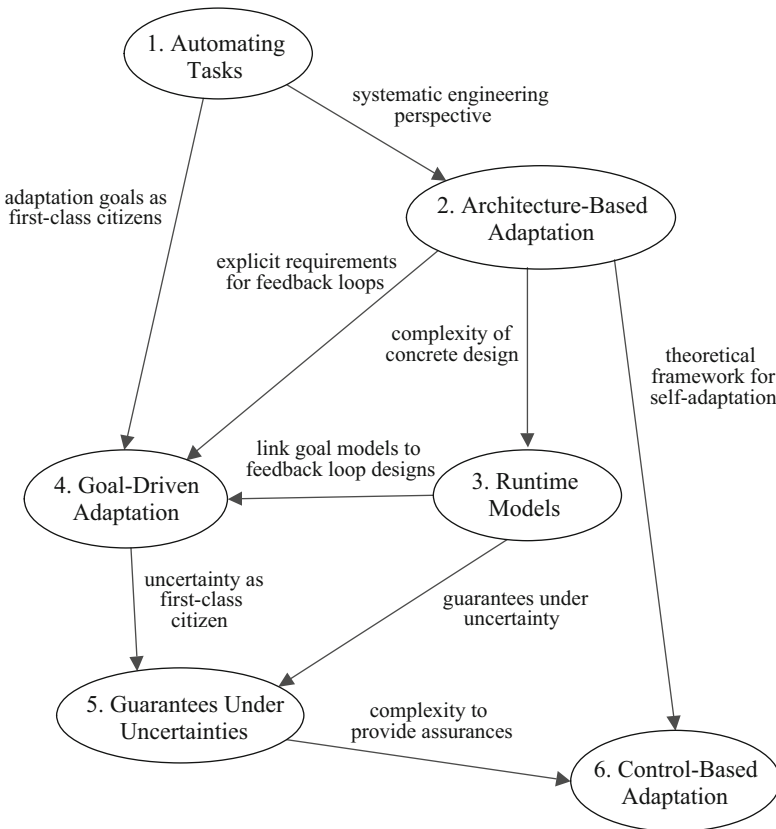 1. Automating
Tasks
systematic engineering
perspective
adaptation goals as
first-class citizens
2. Architecture-Based
Adaptation
explicit requirements
for feedback loops
complexity of
concrete design
theoretical
framework for
self-adaptation
link goal models to
feedback loop designs
4. Goal-Driven
Adaptation
3. Runtime
Models
uncertainty as
first-class
citizen
guarantees under
uncertainty
5. Guarantees Under
Uncertainties
complexity to
provide assurances
6. Control-Based
Adaptation